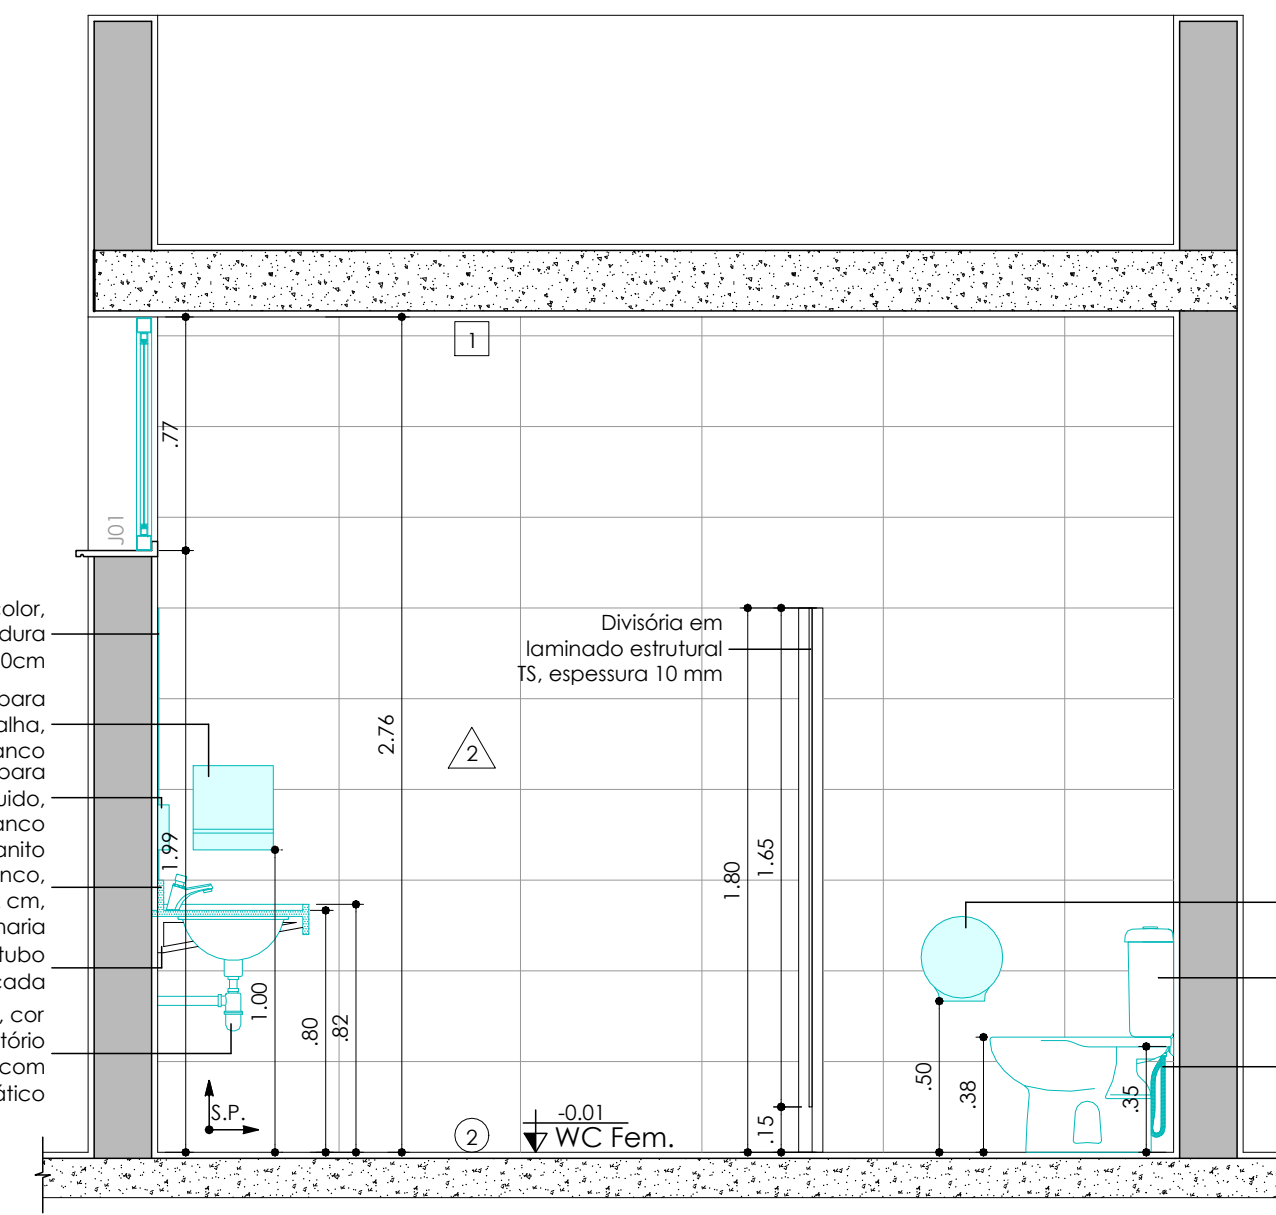 1
.77
J01
color,
dura
0cm
para
alha,
anco
para
uido,
anco
anito
nco,
cm,
naria
tubo
cada
, cor
tório
com
ático
Divisória em
laminado estrutural
TS, espessura 10 mm
2.76
2
1.99
1.80
1.65
1.00
.80
.82
.50
.38
.35
.15
S.P.
2
-0.01
WC Fem.